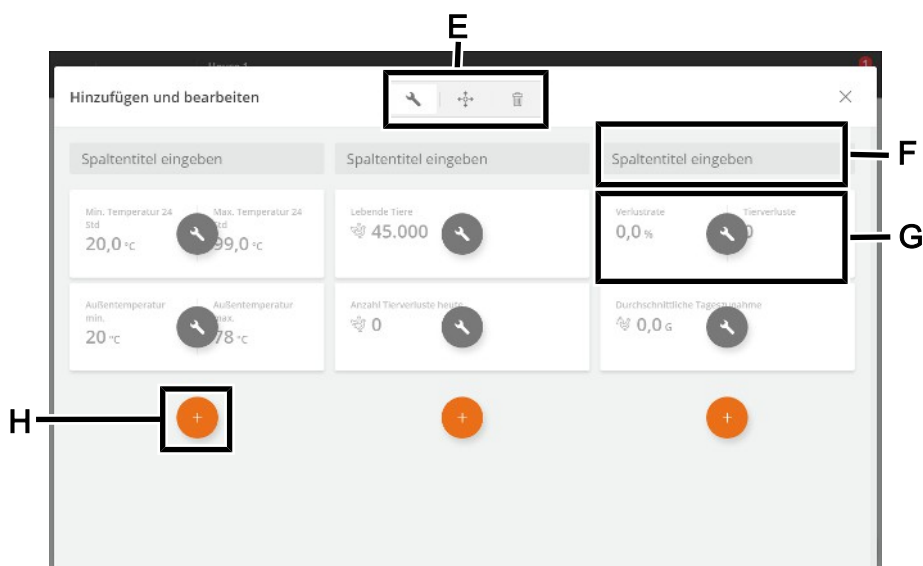 E
1
Hinzufügen und bearbeiten
F
Spaltentitel eingeben
Spaltentitel eingeben
Spaltentitel eingeben
G
Min. Temperatur 24
Std
20,0 °C
Max. Temperatur 24
99,0 °C
Lebende Tiere
45.000
Verlustrate
0,0 %
Tierverluste
Außentemperatur
min.
20 °C
Außentemperatur
max.
78 °C
Anzahl Tierverluste heute
0
Durchschnittliche Tageszunahme
0,0 G
H
+
+
+